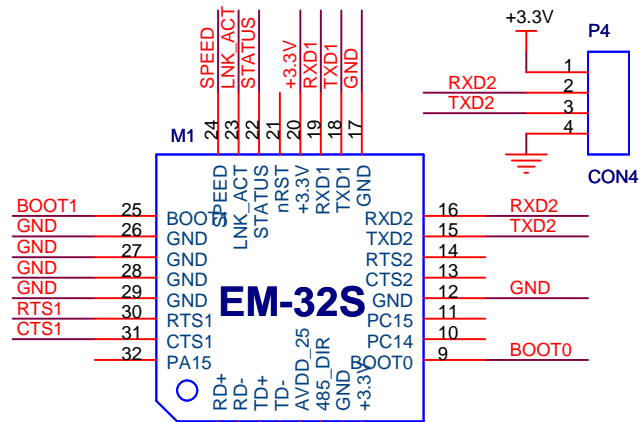 +3.3V
P4
SPEED
LNK_ACT
STATUS
+3.3V
RXD1
TXD1
GND
1
RXD2 2
TXD2 3
4
CON4
M1
24 23 22 21 20 19 18 17
SPEED
LNK_ACT
STATUS
nRST
+3.3V
RXD1
TXD1
GND
BOOT1 25 BOOT1
GND 26 GND
GND 27 GND
GND 28 GND
GND 29 GND
RTS1 30 RTS1
CTS1 31 CTS1
32 PA15
EM-32S
RXD2 16 RXD2
TXD2 15 TXD2
RTS2 14
CTS2 13
GND 12 GND
PC15 11
PC14 10
BOOT0 9 BOOT0
RD+
RD-
TD+
TD-
AVDD_25
485_DIR
GND
+3.3V